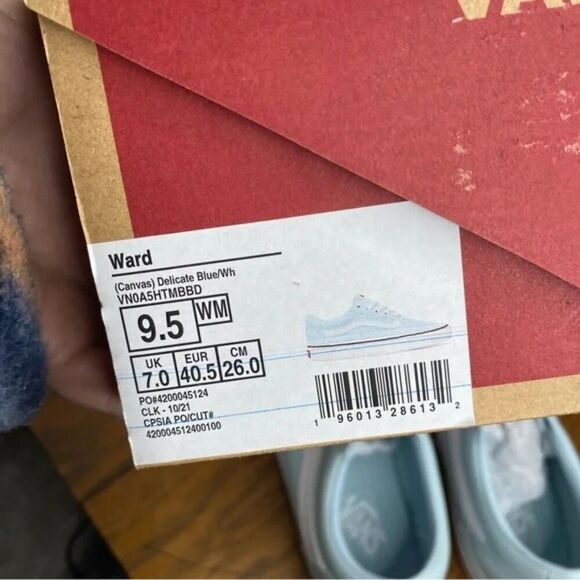 VANS
Ward
(Canvas) Delicate Blue/Wh
VN0A5HTMBBD
9.5 WM
UK EUR CM
7.0 40.5 26.0
PO#4200045124
CLK - 10/21
CPSIA PO/CUT#
420004512400100
1 96013 28613 2